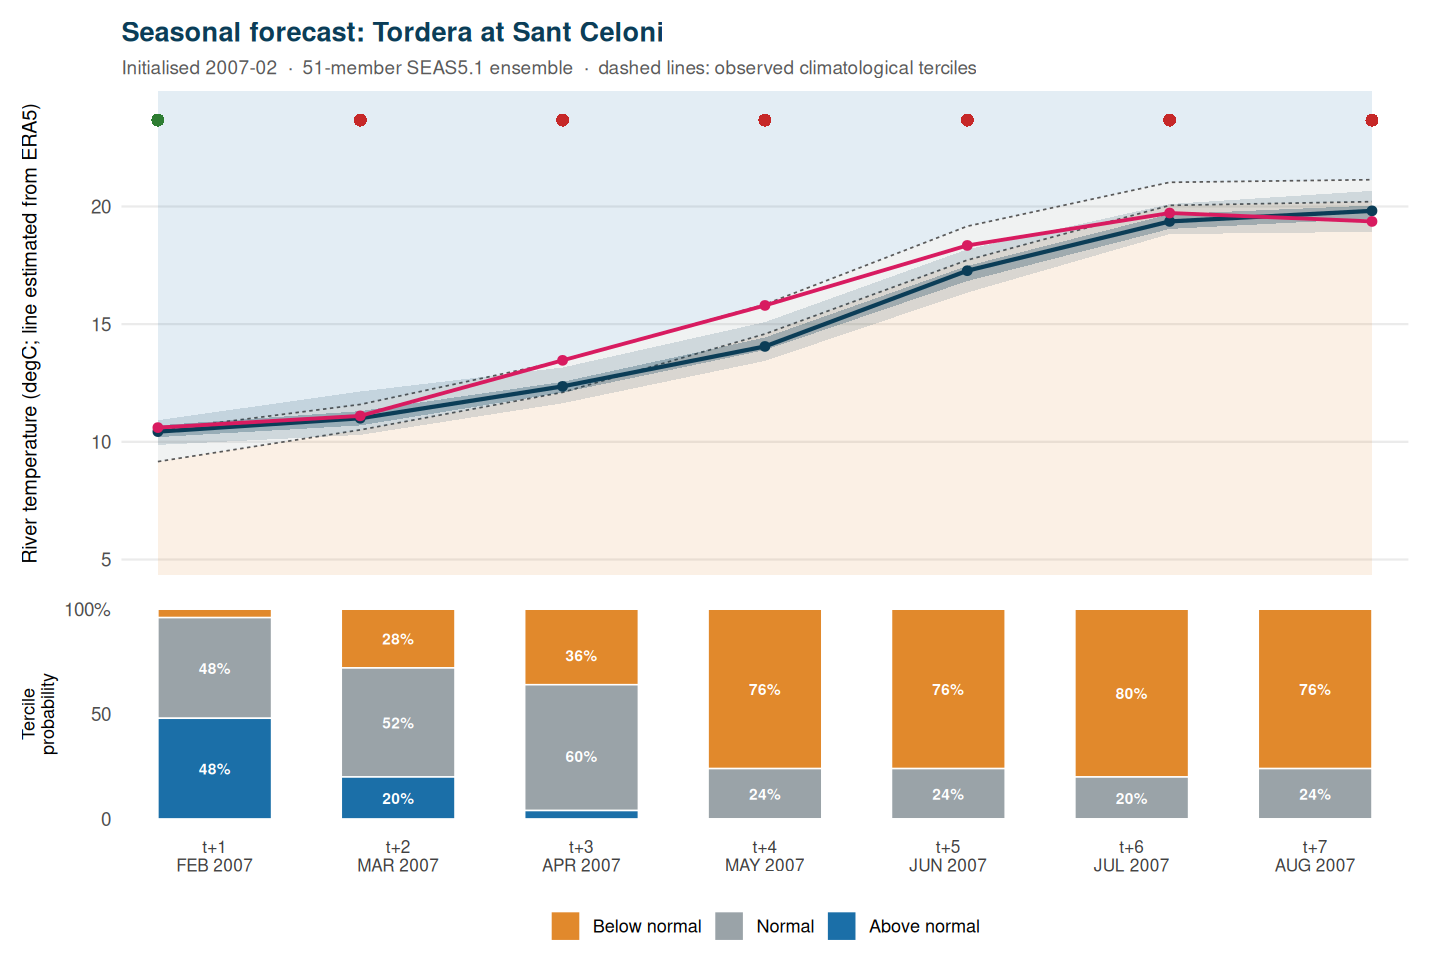 Seasonal forecast: Tordera at Sant Celoni
Initialised 2007-02 · 51-member SEAS5.1 ensemble · dashed lines: observed climatological terciles
River temperature (degC; line estimated from ERA5)
20
15
10
5
Tercile
probability
100%
50
0
48%
48%
28%
52%
20%
36%
60%
76%
24%
76%
24%
80%
20%
76%
24%
t+1
FEB 2007
t+2
MAR 2007
t+3
APR 2007
t+4
MAY 2007
t+5
JUN 2007
t+6
JUL 2007
t+7
AUG 2007
Below normal
Normal
Above normal